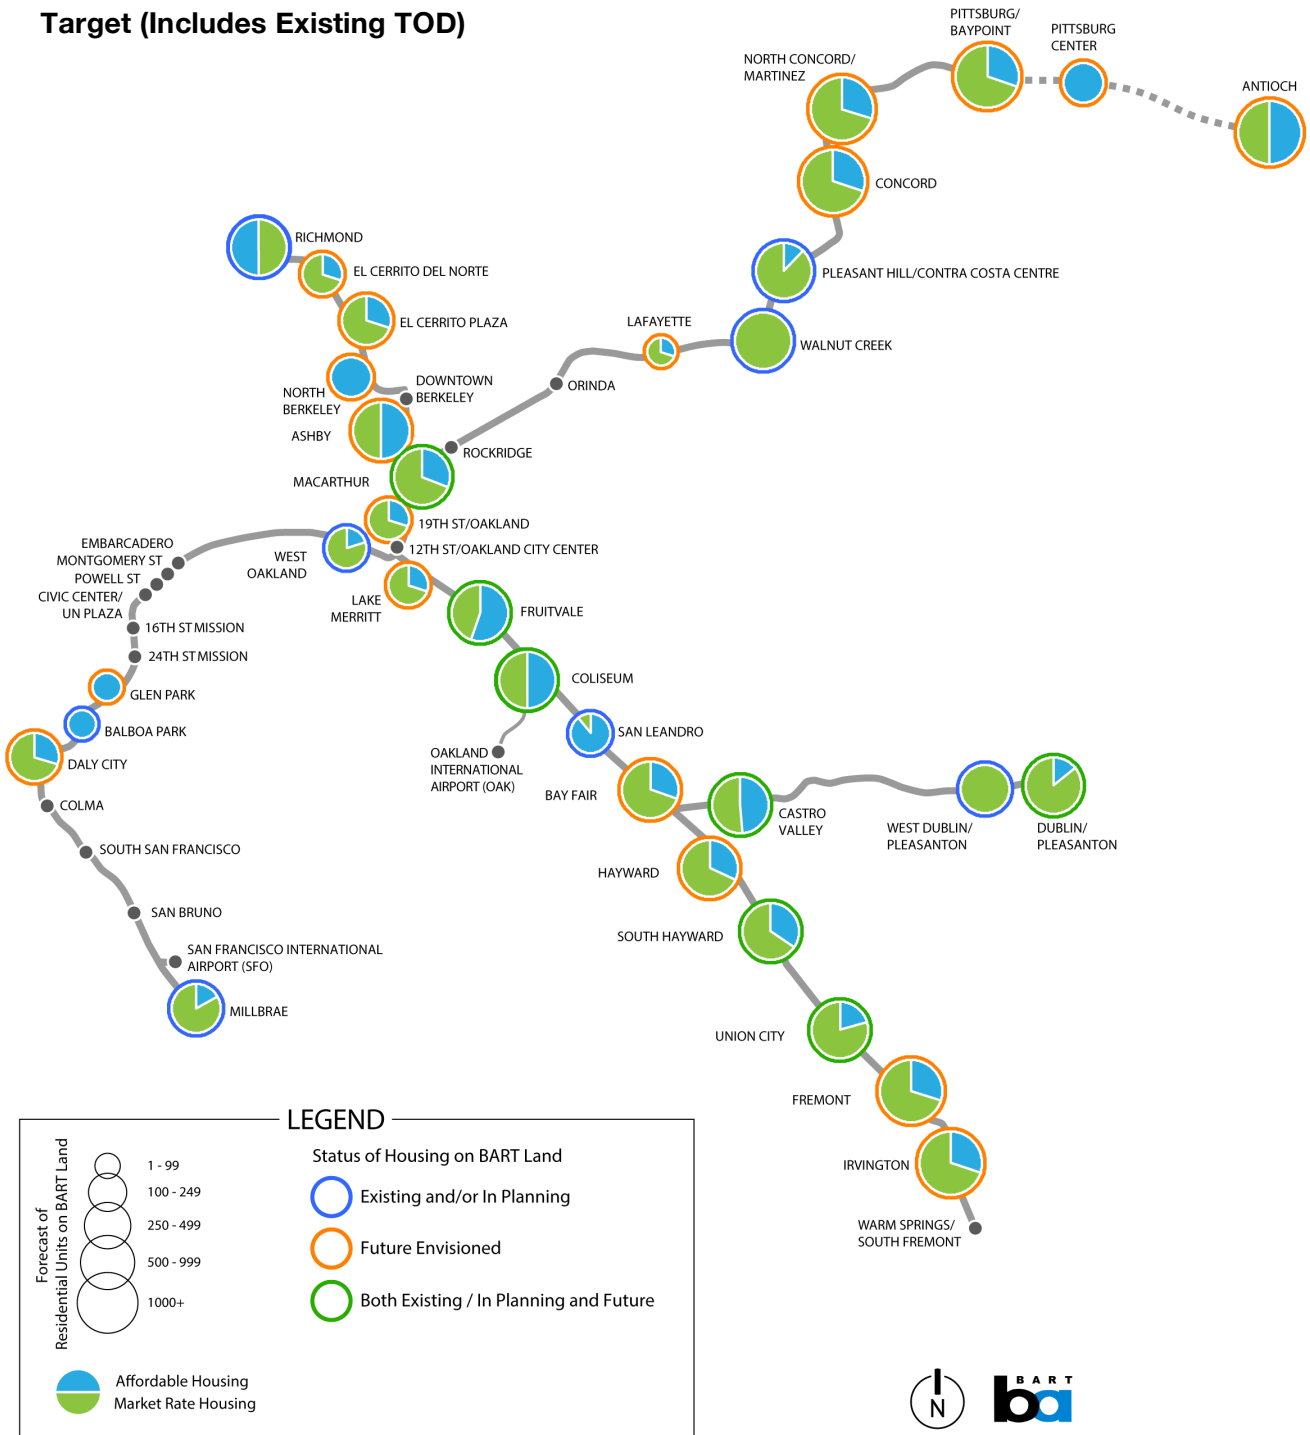 Target (Includes Existing TOD)
PITTSBURG/
BAYPOINT
PITTSBURG
CENTER
NORTH CONCORD/
MARTINEZ
ANTIOCH
CONCORD
RICHMOND
EL CERRITO DEL NORTE
PLEASANT HILL/CONTRA COSTA CENTRE
EL CERRITO PLAZA
LAFAYETTE
WALNUT CREEK
NORTH
BERKELEY
DOWNTOWN
BERKELEY
ORINDA
ASHBY
ROCKRIDGE
MACARTHUR
19TH ST/OAKLAND
EMBARCADERO
MONTGOMERY ST
POWELL ST
CIVIC CENTER/
UN PLAZA
WEST
OAKLAND
12TH ST/OAKLAND CITY CENTER
LAKE
MERRITT
FRUITVALE
16TH ST MISSION
24TH ST MISSION
COLISEUM
GLEN PARK
BALBOA PARK
SAN LEANDRO
DALY CITY
OAKLAND
INTERNATIONAL
AIRPORT (OAK)
BAY FAIR
COLMA
CASTRO
VALLEY
WEST DUBLIN/
PLEASANTON
DUBLIN/
PLEASANTON
SOUTH SAN FRANCISCO
HAYWARD
SAN BRUNO
SOUTH HAYWARD
SAN FRANCISCO INTERNATIONAL
AIRPORT (SFO)
MILLBRAE
UNION CITY
FREMONT
IRVINGTON
WARM SPRINGS/
SOUTH FREMONT
LEGEND
Forecast of
Residential Units on BART Land
1 - 99
100 - 249
250 - 499
500 - 999
1000+
Status of Housing on BART Land
Existing and/or In Planning
Future Envisioned
Both Existing / In Planning and Future
Affordable Housing
Market Rate Housing
N
BART
ba